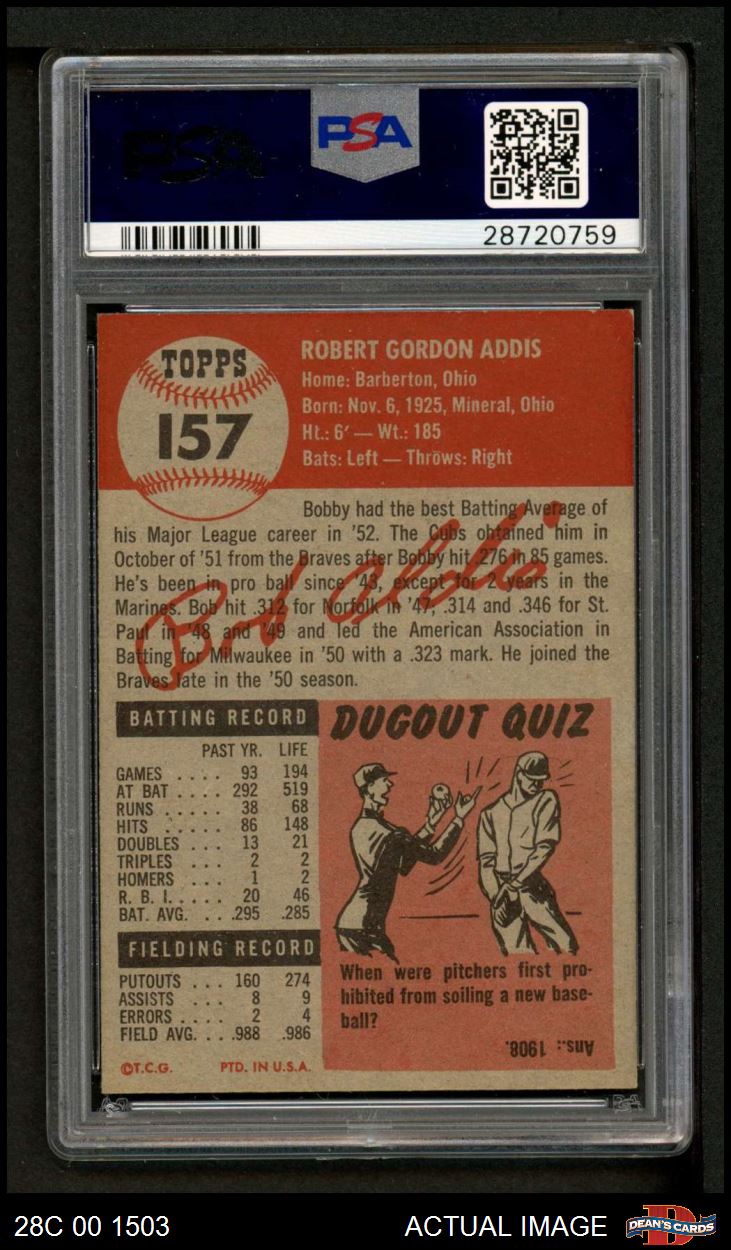 PSA
PSA
28720759
TOPPS
157
ROBERT GORDON ADDIS
Home: Barberton, Ohio
Born: Nov. 6, 1925, Mineral, Ohio
Ht.: 6′ — Wt.: 185
Bats: Left — Throws: Right
Bobby had the best Batting Average of
his Major League career in '52. The Cubs obtained him in
October of '51 from the Braves after Bobby hit .276 in 85 games.
He's been in pro ball since '43, except for 2 years in the
Marines. Bob hit .312 for Norfolk in '47, .314 and .346 for St.
Paul in '48 and '49 and led the American Association in
Batting for Milwaukee in '50 with a .323 mark. He joined the
Braves late in the '50 season.
Bob Addis
BATTING RECORD
PAST YR. LIFE
GAMES .... 93 194
AT BAT .... 292 519
RUNS ..... 38 68
HITS ..... 86 148
DOUBLES ... 13 21
TRIPLES ... 2 2
HOMERS ... 1 2
R. B. I. .... 20 46
BAT. AVG. ... .295 .285
FIELDING RECORD
PUTOUTS ... 160 274
ASSISTS ... 8 9
ERRORS .... 2 4
FIELD AVG. ... .988 .986
©T.C.G. PTD. IN U.S.A.
DUGOUT QUIZ
When were pitchers first pro-
hibited from soiling a new base-
ball?
Ans.: 1908.
28C 00 1503 ACTUAL IMAGE
DEAN'S CARDS